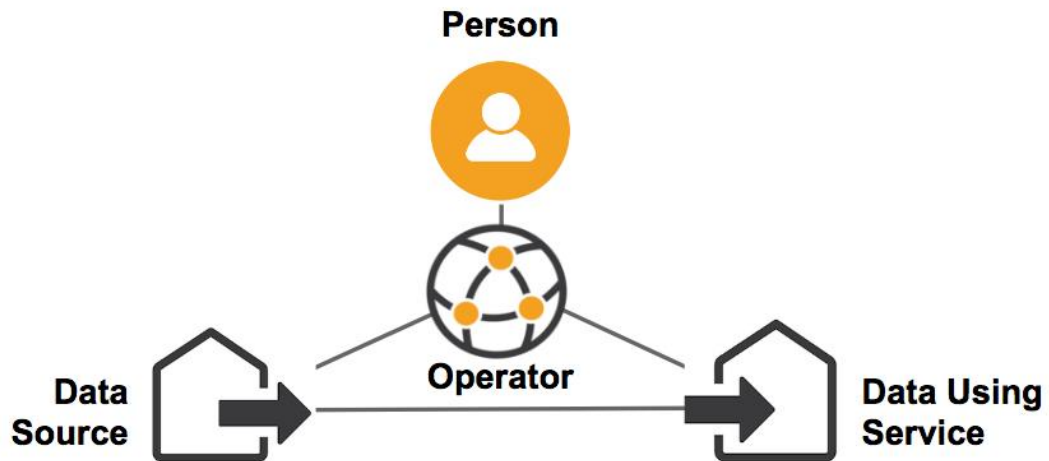 Person
Operator
Data
Source
Data Using
Service